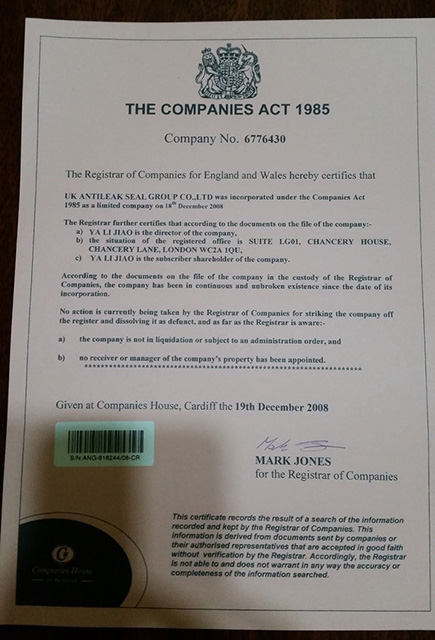 THE COMPANIES ACT 1985
Company No. 6776430
The Registrar of Companies for England and Wales hereby certifies that
UK ANTILEAK SEAL GROUP CO.,LTD was incorporated under the Companies Act
1985 as a limited company on 18th December 2008
The Registrar further certifies that according to the documents on the file of the company:-
a) YA LI JIAO is the director of the company,
b) the situation of the registered office is SUITE LG01, CHANCERY HOUSE,
CHANCERY LANE, LONDON WC2A 1QU,
c) YA LI JIAO is the subscriber shareholder of the company.
According to the documents on the file of the company in the custody of the Registrar of
Companies, the company has been in continuous and unbroken existence since the date of its
incorporation.
No action is currently being taken by the Registrar of Companies for striking the company off
the register and dissolving it as defunct, and as far as the Registrar is aware:-
a) the company is not in liquidation or subject to an administration order, and
b) no receiver or manager of the company's property has been appointed.
Given at Companies House, Cardiff the 19th December 2008
S/N ANG-818244/08-CR
MARK JONES
for the Registrar of Companies
This certificate records the result of a search of the information
recorded and kept by the Registrar of Companies. This
information is derived from documents sent by companies or
their authorised representatives that are accepted in good faith
without verification by the Registrar. Accordingly, the Registrar
is not able to and does not warrant in any way the accuracy or
completeness of the information searched.
Companies House